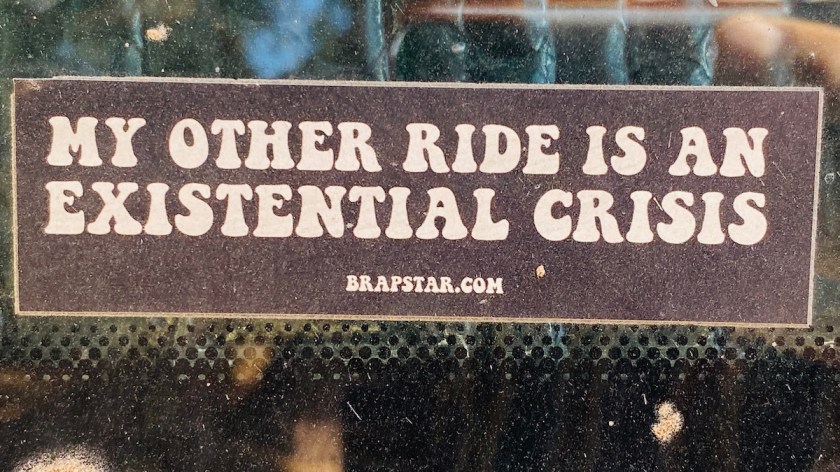 MY OTHER RIDE IS AN
EXISTENTIAL CRISIS
BRAPSTAR.COM